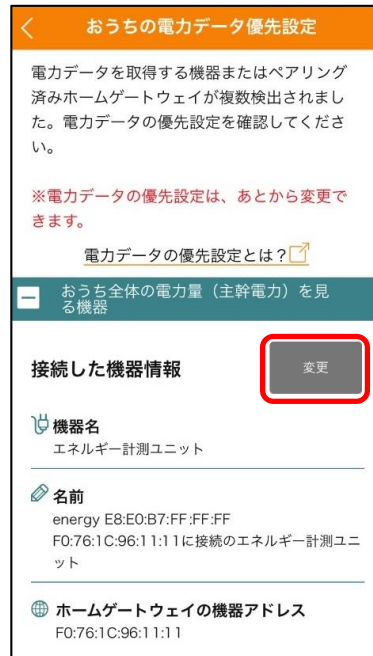 おうちの電力データ優先設定
電力データを取得する機器またはペアリング
済みホームゲートウェイが複数検出されまし
た。電力データの優先設定を確認してくださ
い。
※電力データの優先設定は、あとから変更で
きます。
電力データの優先設定とは？
おうち全体の電力量（主幹電力）を見
る機器
接続した機器情報
変更
機器名
エネルギー計測ユニット
名前
energy E8:E0:B7:FF:FF:FF
F0:76:1C:96:11:11に接続のエネルギー計測ユニ
ット
ホームゲートウェイの機器アドレス
F0:76:1C:96:11:11